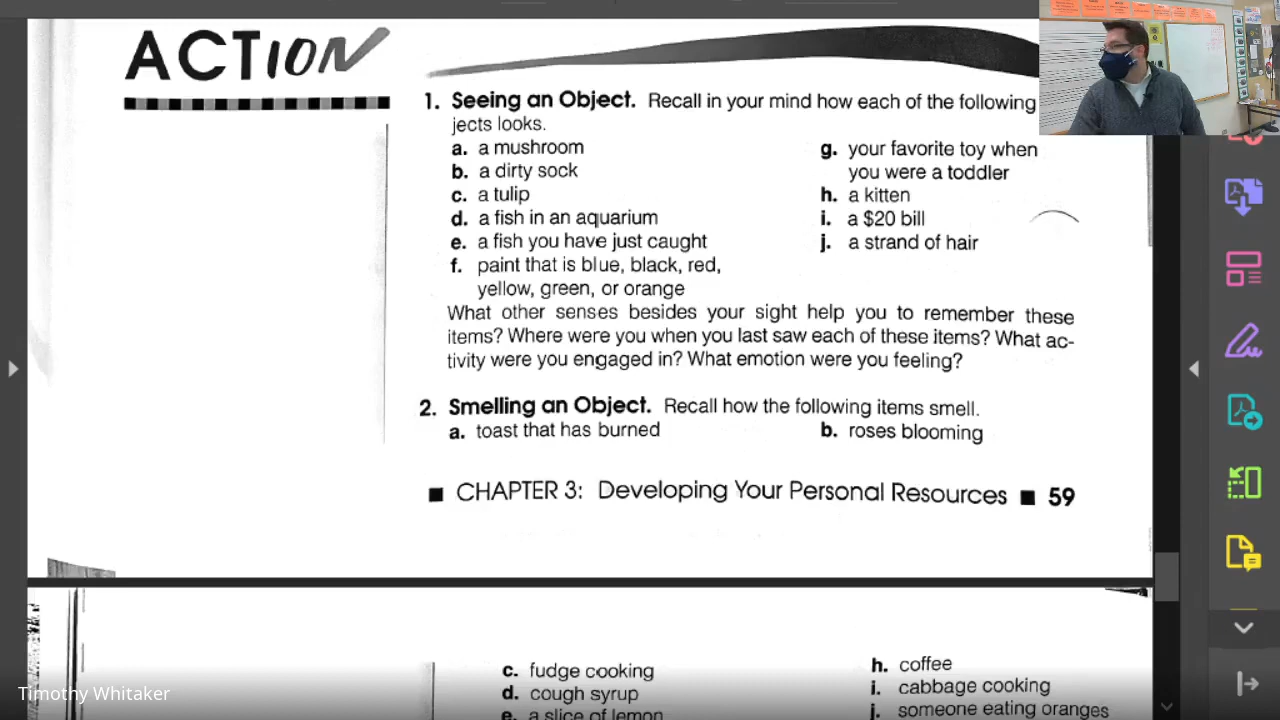 ACTION
1. Seeing an Object. Recall in your mind how each of the following
jects looks.
a. a mushroom
b. a dirty sock
c. a tulip
d. a fish in an aquarium
e. a fish you have just caught
f. paint that is blue, black, red,
yellow, green, or orange
g. your favorite toy when
you were a toddler
h. a kitten
i. a $20 bill
j. a strand of hair
What other senses besides your sight help you to remember these
items? Where were you when you last saw each of these items? What ac-
tivity were you engaged in? What emotion were you feeling?
2. Smelling an Object. Recall how the following items smell.
a. toast that has burned
b. roses blooming
■ CHAPTER 3: Developing Your Personal Resources ■ 59
c. fudge cooking
d. cough syrup
e. a slice of lemon
h. coffee
i. cabbage cooking
j. someone eating oranges
Timothy Whitaker